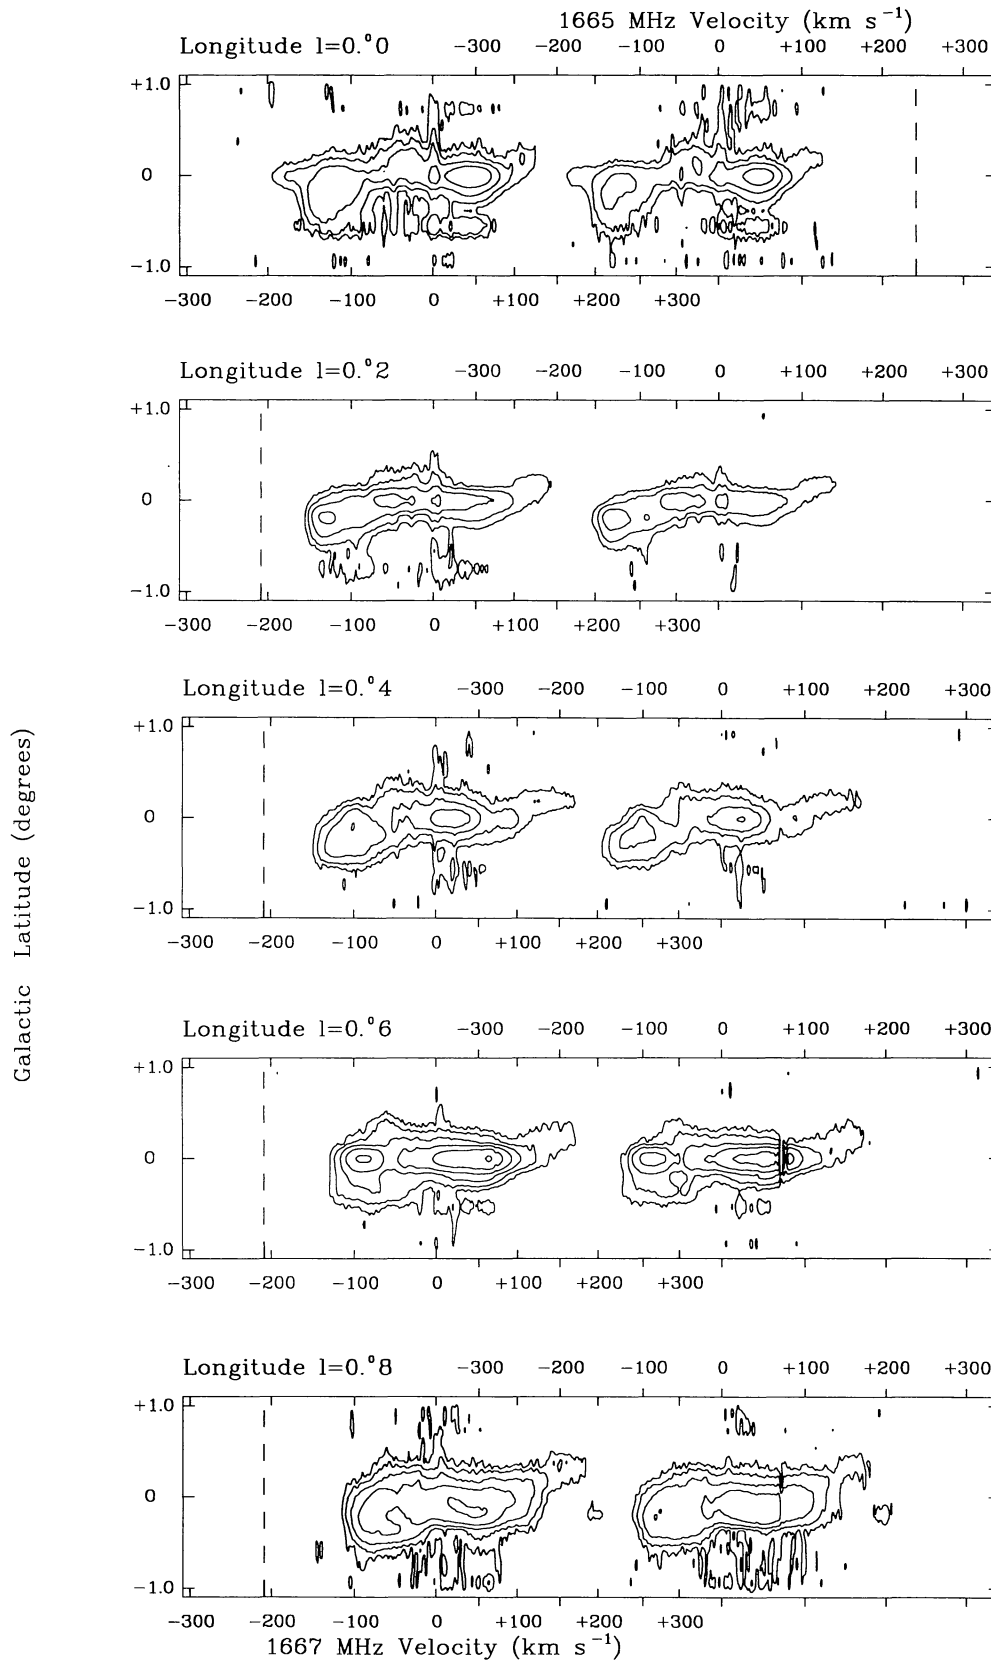 1665 MHz Velocity (km s⁻¹)
Longitude l=0.°0 -300 -200 -100 0 +100 +200 +300
+1.0
0
-1.0
-300 -200 -100 0 +100 +200 +300
Longitude l=0.°2 -300 -200 -100 0 +100 +200 +300
+1.0
0
-1.0
-300 -200 -100 0 +100 +200 +300
Longitude l=0.°4 -300 -200 -100 0 +100 +200 +300
+1.0
0
-1.0
-300 -200 -100 0 +100 +200 +300
Galactic Latitude (degrees)
Longitude l=0.°6 -300 -200 -100 0 +100 +200 +300
+1.0
0
-1.0
-300 -200 -100 0 +100 +200 +300
Longitude l=0.°8 -300 -200 -100 0 +100 +200 +300
+1.0
0
-1.0
-300 -200 -100 0 +100 +200 +300
1667 MHz Velocity (km s⁻¹)